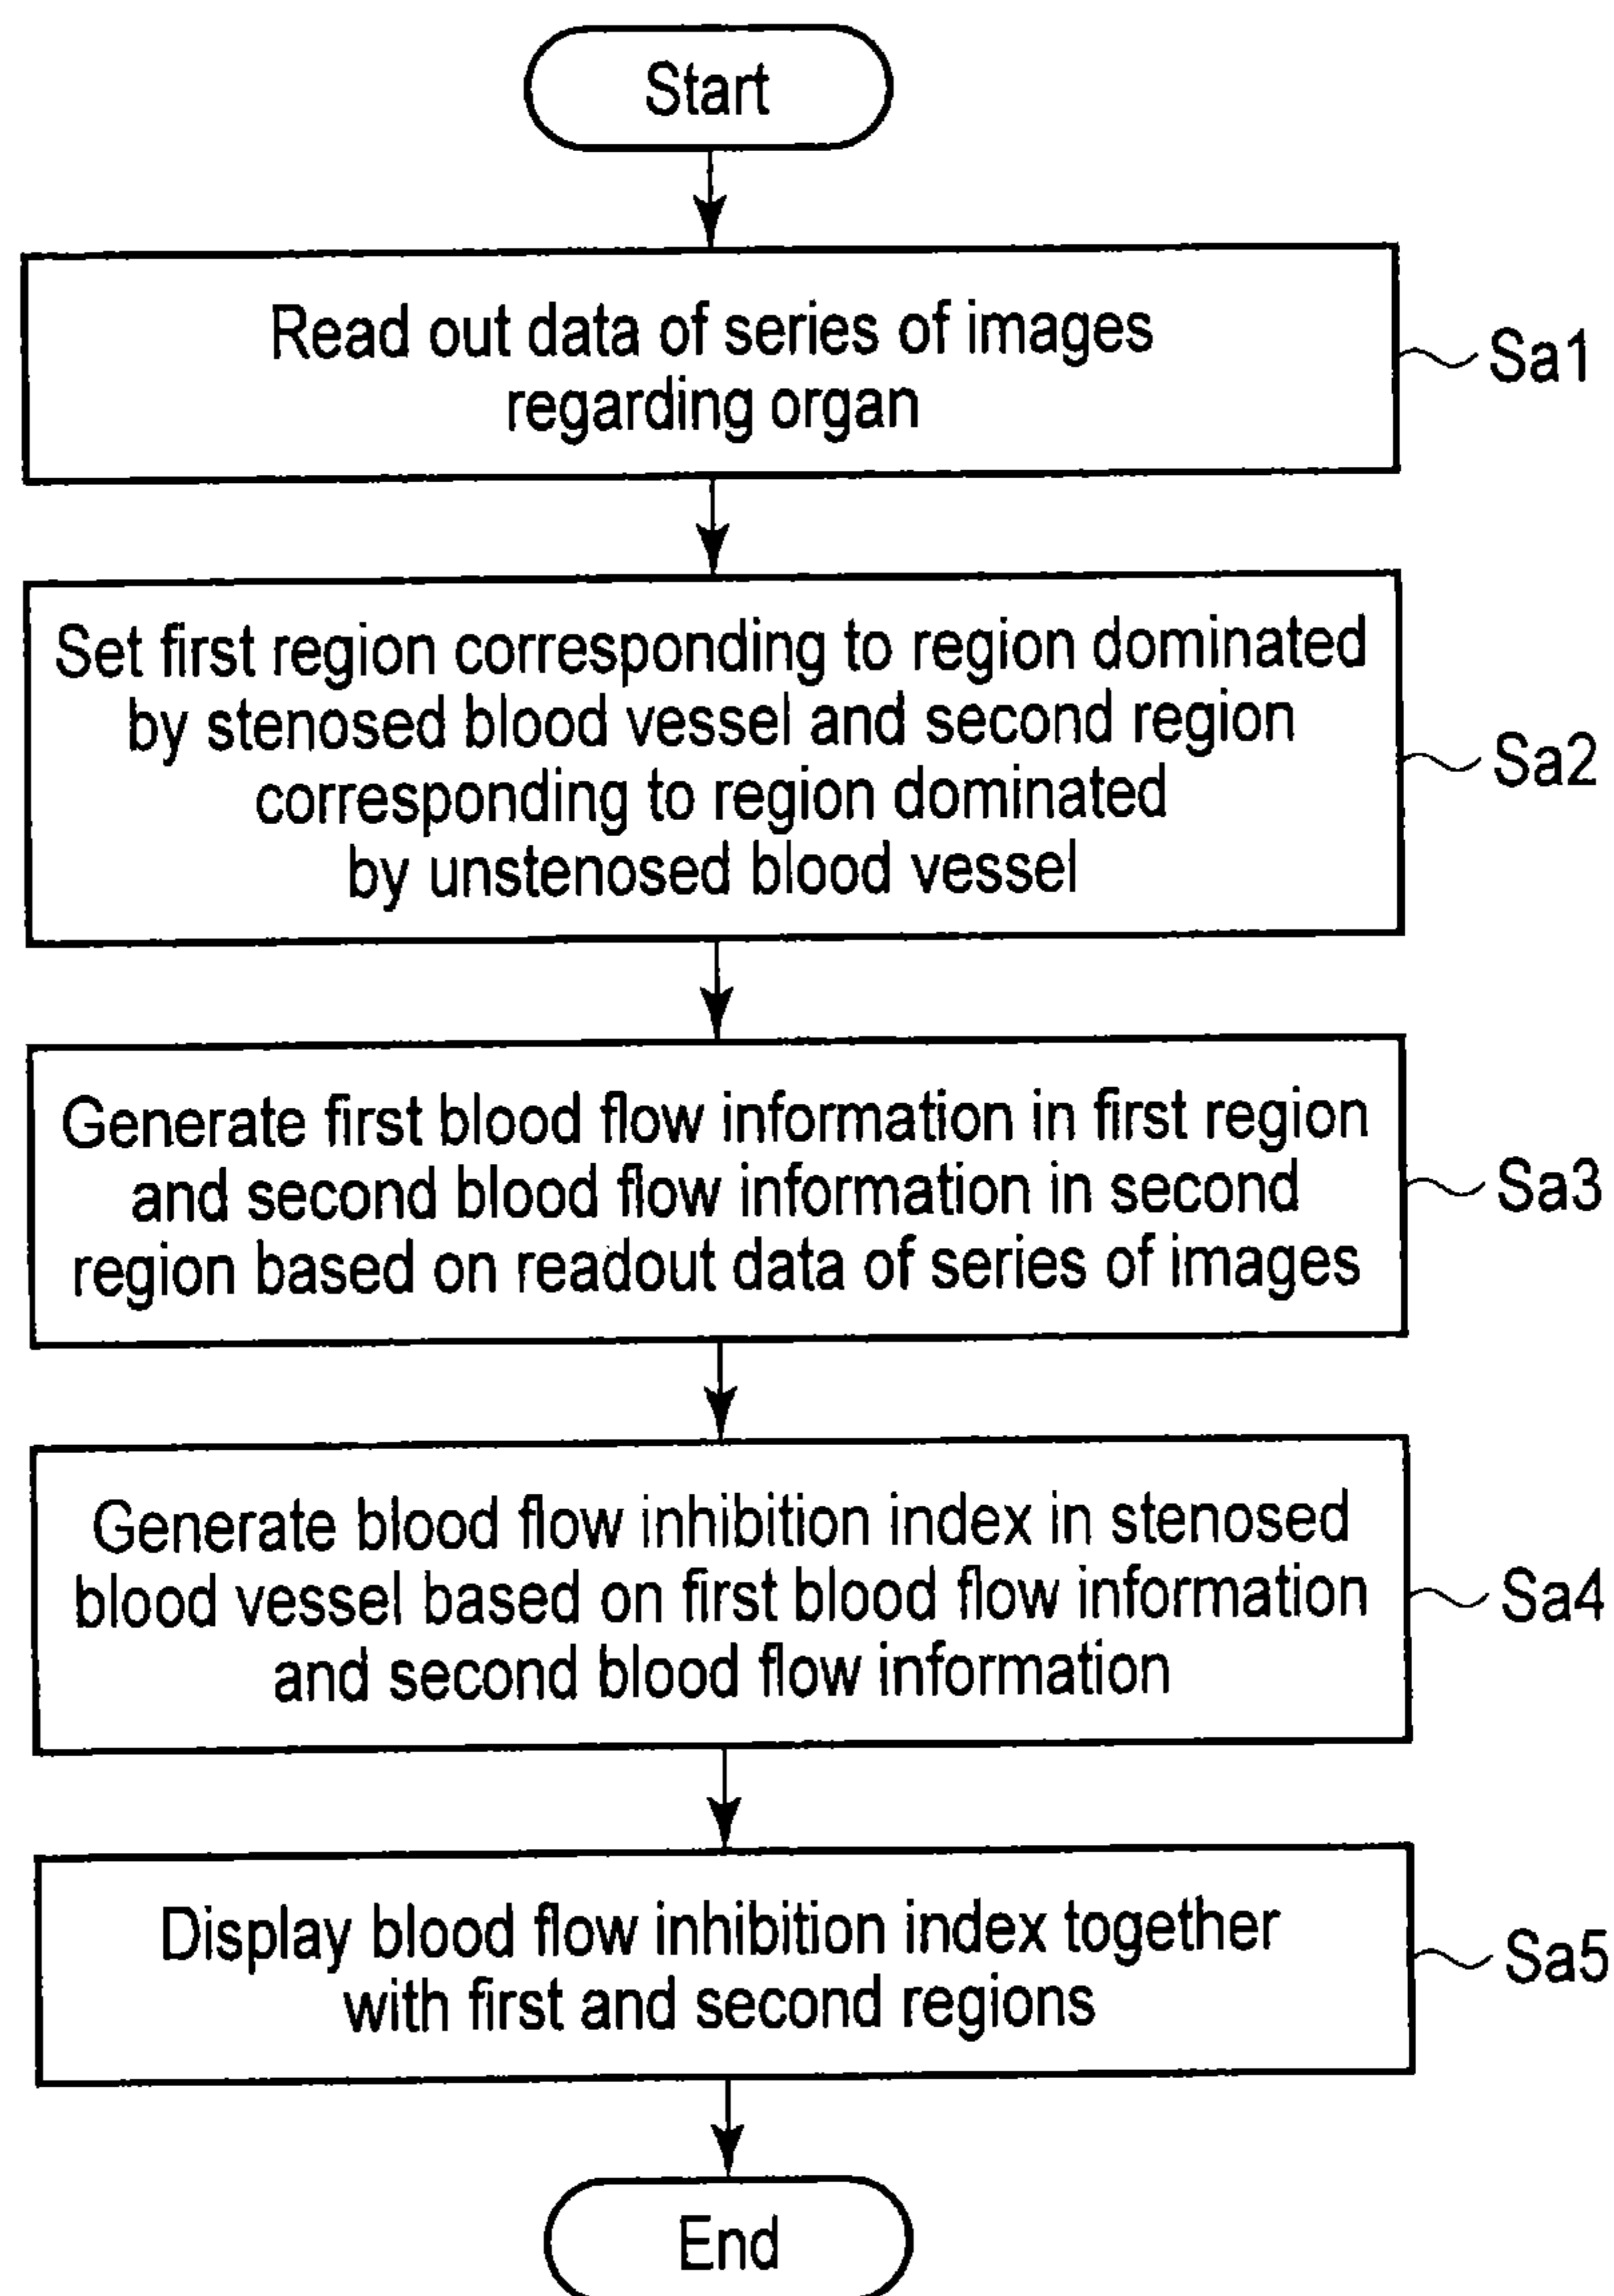 Start
Read out data of series of images
regarding organ
Sa1
Set first region corresponding to region dominated
by stenosed blood vessel and second region
corresponding to region dominated
by unstenosed blood vessel
Sa2
Generate first blood flow information in first region
and second blood flow information in second
region based on readout data of series of images
Sa3
Generate blood flow inhibition index in stenosed
blood vessel based on first blood flow information
and second blood flow information
Sa4
Display blood flow inhibition index together
with first and second regions
Sa5
End